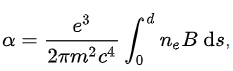 α = e³ / 2πm²c⁴ ∫₀ᵈ nₑB ds,